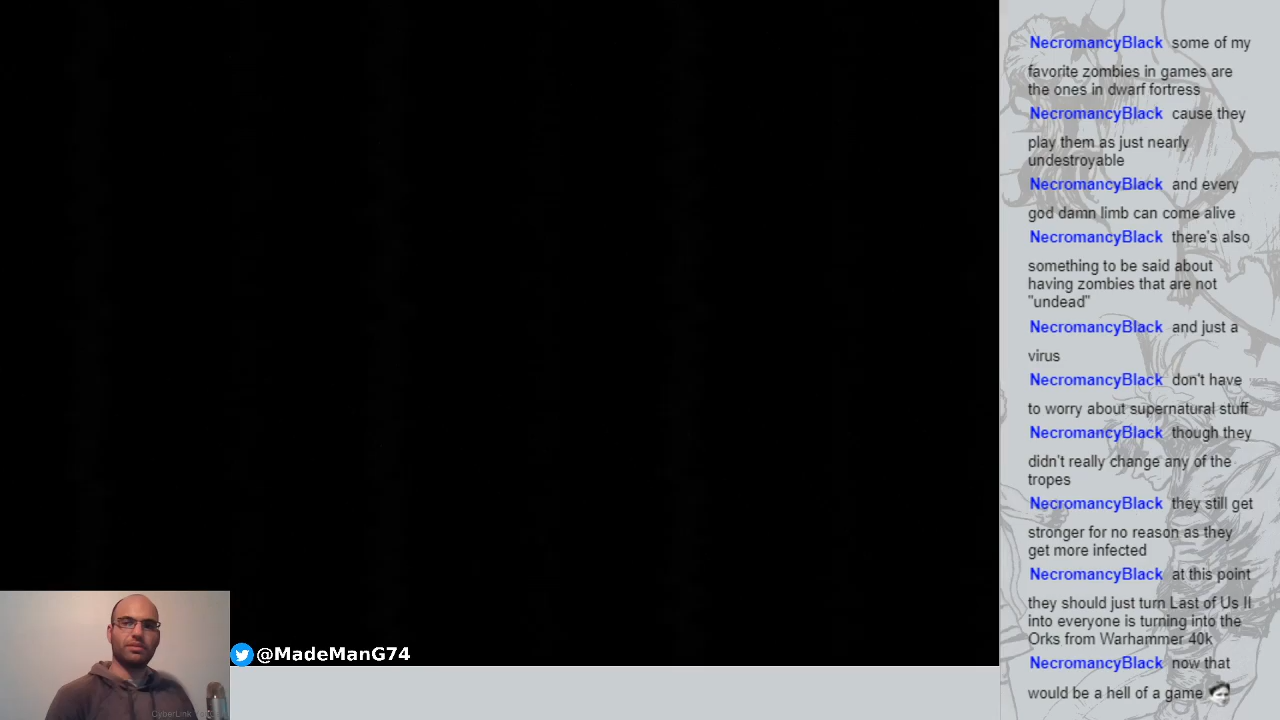 NecromancyBlack some of my
favorite zombies in games are
the ones in dwarf fortress
NecromancyBlack cause they
play them as just nearly
undestroyable
NecromancyBlack and every
god damn limb can come alive
NecromancyBlack there's also
something to be said about
having zombies that are not
"undead"
NecromancyBlack and just a
virus
NecromancyBlack don't have
to worry about supernatural stuff
NecromancyBlack though they
didn't really change any of the
tropes
NecromancyBlack they still get
stronger for no reason as they
get more infected
NecromancyBlack at this point
they should just turn Last of Us II
into everyone is turning into the
Orks from Warhammer 40k
NecromancyBlack now that
would be a hell of a game
@MadeManG74
CyberLink